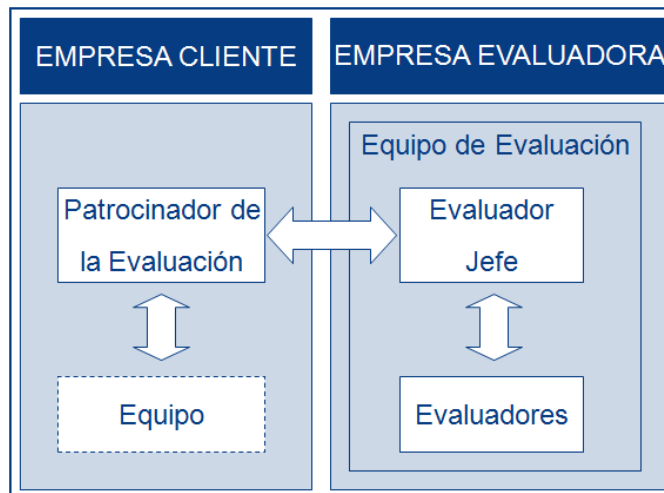 EMPRESA CLIENTE
EMPRESA EVALUADORA
Equipo de Evaluación
Patrocinador de
la Evaluación
Evaluador
Jefe
Equipo
Evaluadores